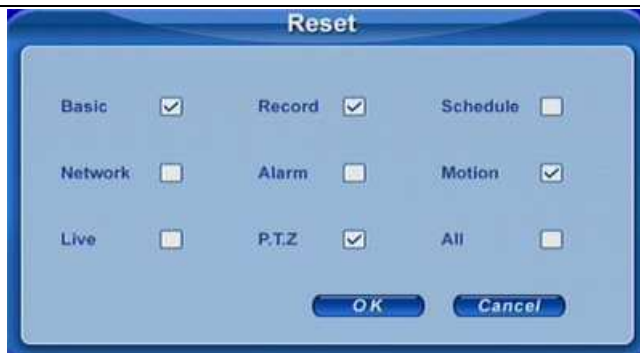 Reset
Basic Record Schedule
Network Alarm Motion
Live P.T.Z All
OK Cancel